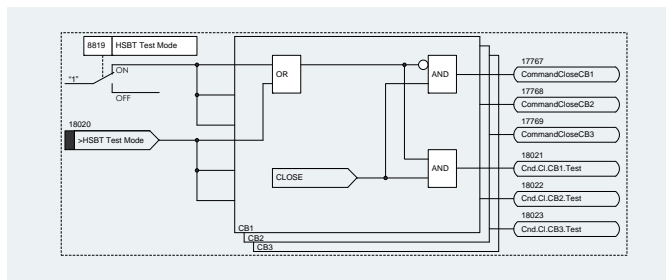 8819 HSBT Test Mode
"1"
ON
OFF
18020
>HSBT Test Mode
OR
AND
CLOSE
AND
17767
CommandCloseCB1
17768
CommandCloseCB2
17769
CommandCloseCB3
18021
Cnd.Cl.CB1.Test
18022
Cnd.Cl.CB2.Test
18023
Cnd.Cl.CB3.Test
CB1
CB2
CB3